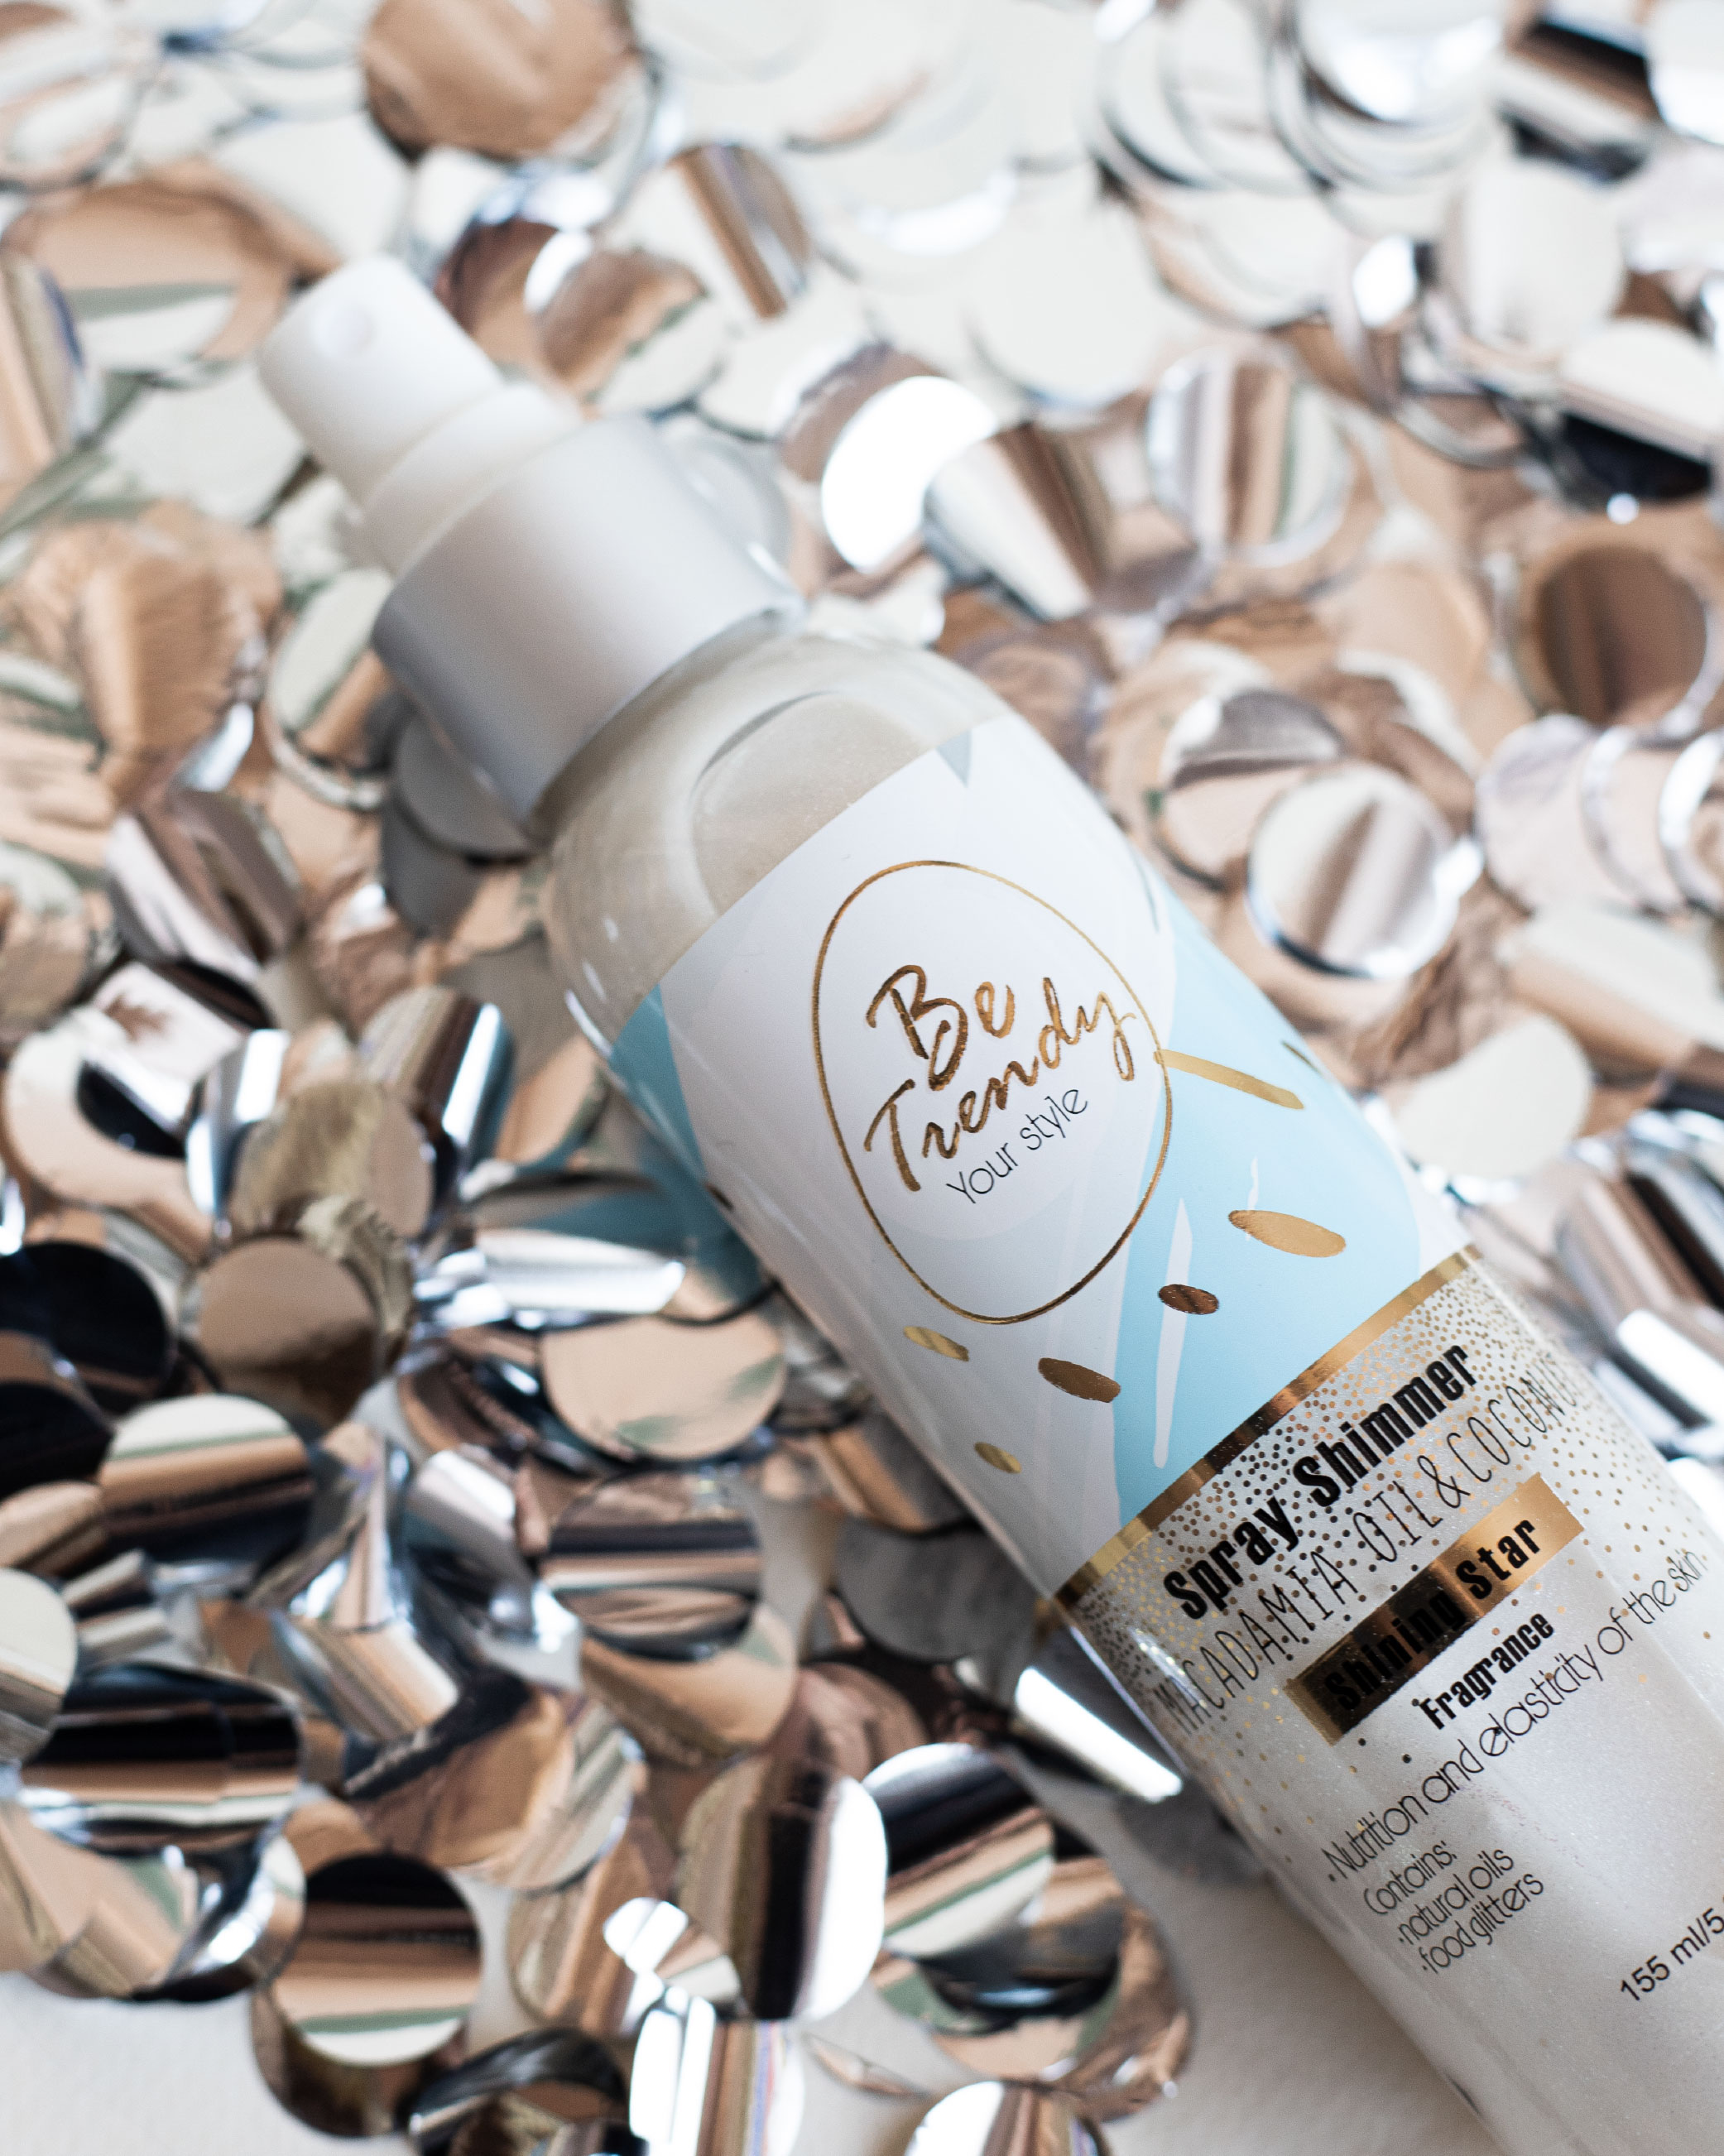 Be
Trendy
Your style
Spray Shimmer
MACADAMIA OIL & COCONUT
Shining Star
Fragrance
·Nutrition and elasticity of the skin·
Contains:
·natural oils
·food glitters
155 ml/5